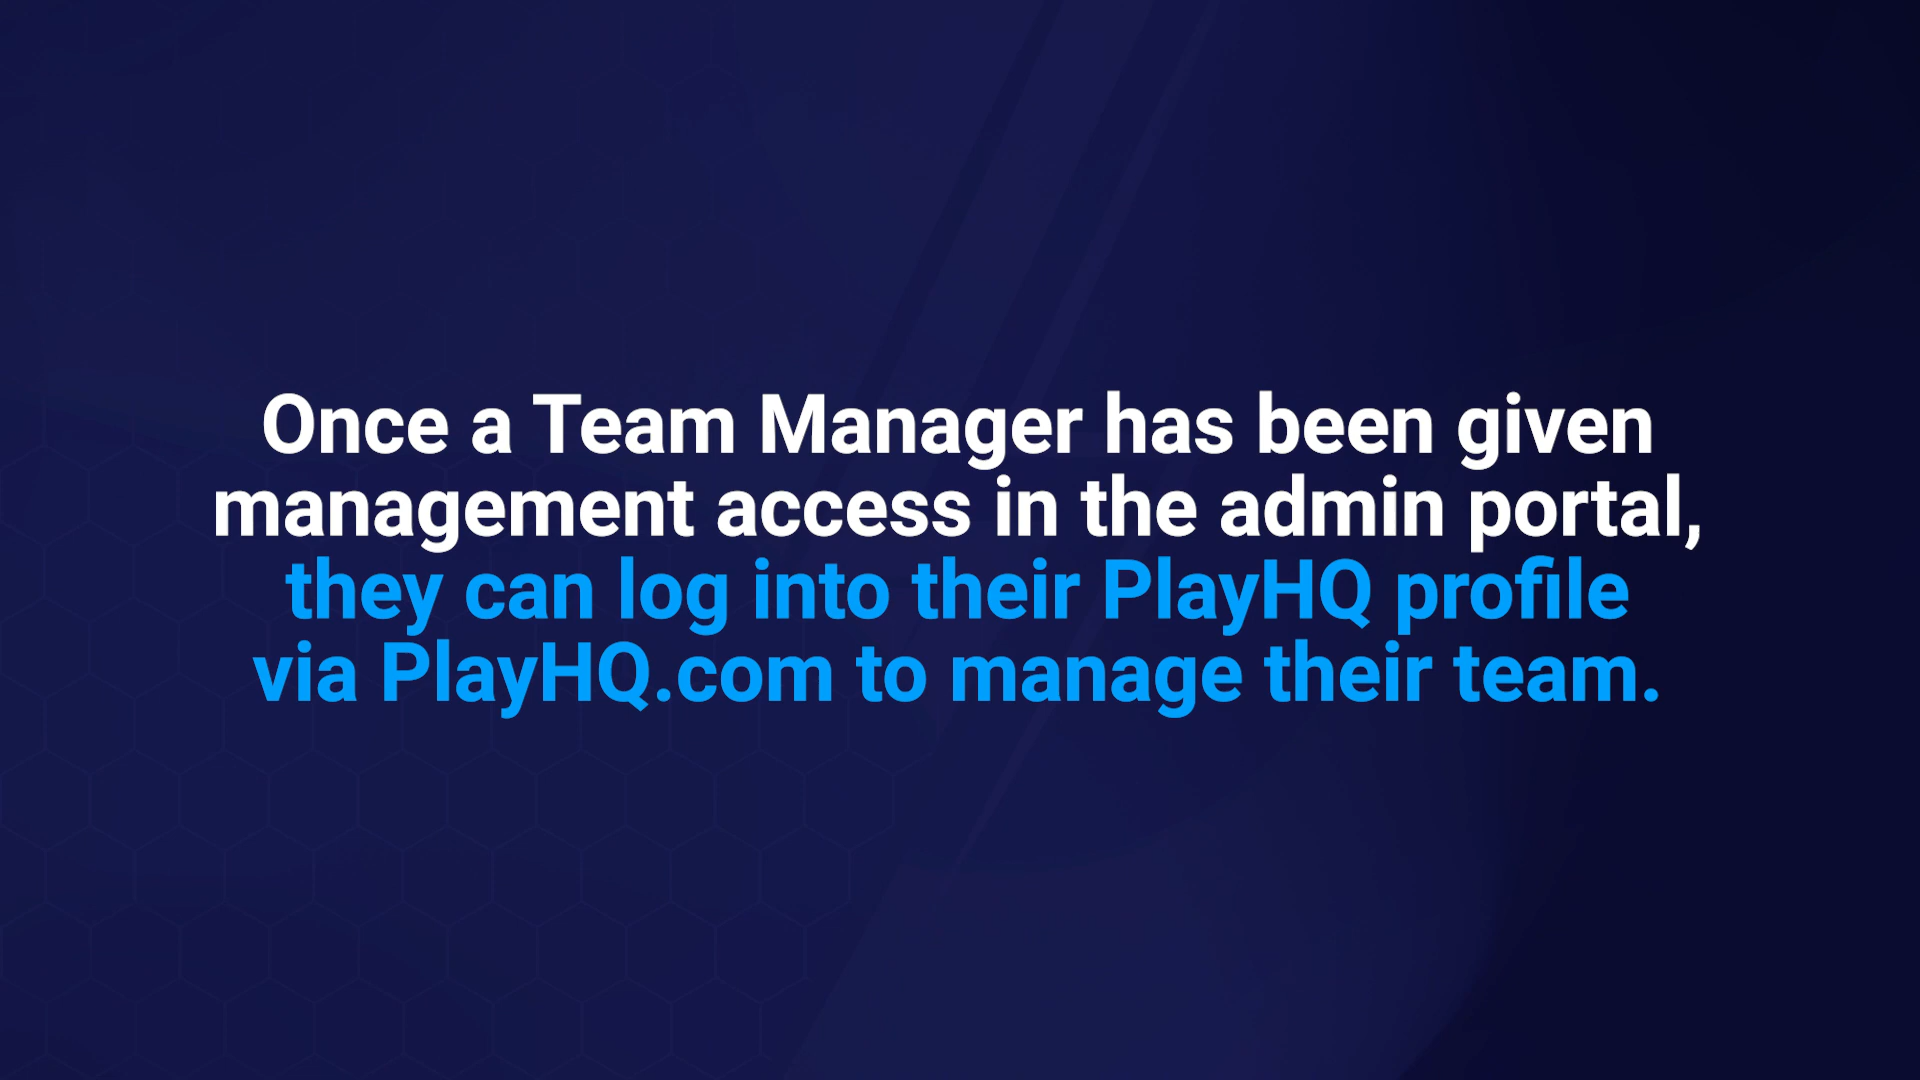 Once a Team Manager has been given
management access in the admin portal,
they can log into their PlayHQ profile
via PlayHQ.com to manage their team.